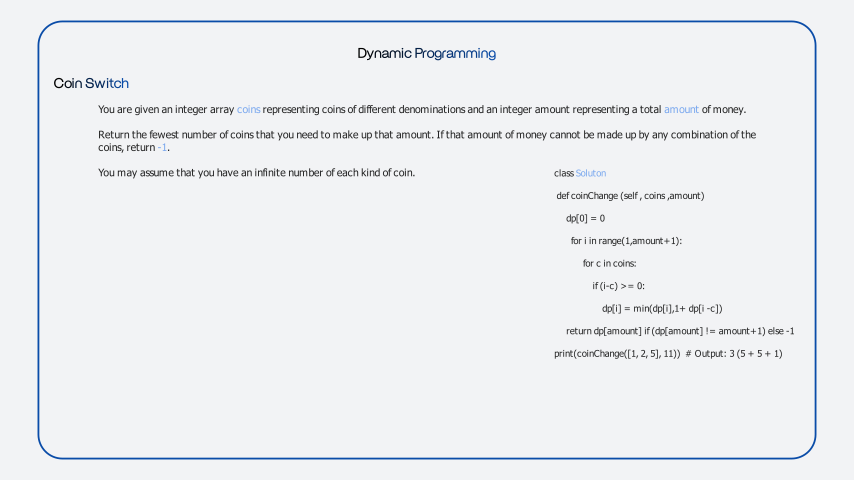 Dynamic Programming
Coin Switch
You are given an integer array coins representing coins of different denominations and an integer amount representing a total amount of money.
Return the fewest number of coins that you need to make up that amount. If that amount of money cannot be made up by any combination of the
coins, return -1.
You may assume that you have an infinite number of each kind of coin.
class Soluton
def coinChange (self , coins ,amount)
dp[0] = 0
for i in range(1,amount+1):
for c in coins:
if (i-c) >= 0:
dp[i] = min(dp[i],1+ dp[i -c])
return dp[amount] if (dp[amount] != amount+1) else -1
print(coinChange([1, 2, 5], 11)) # Output: 3 (5 + 5 + 1)